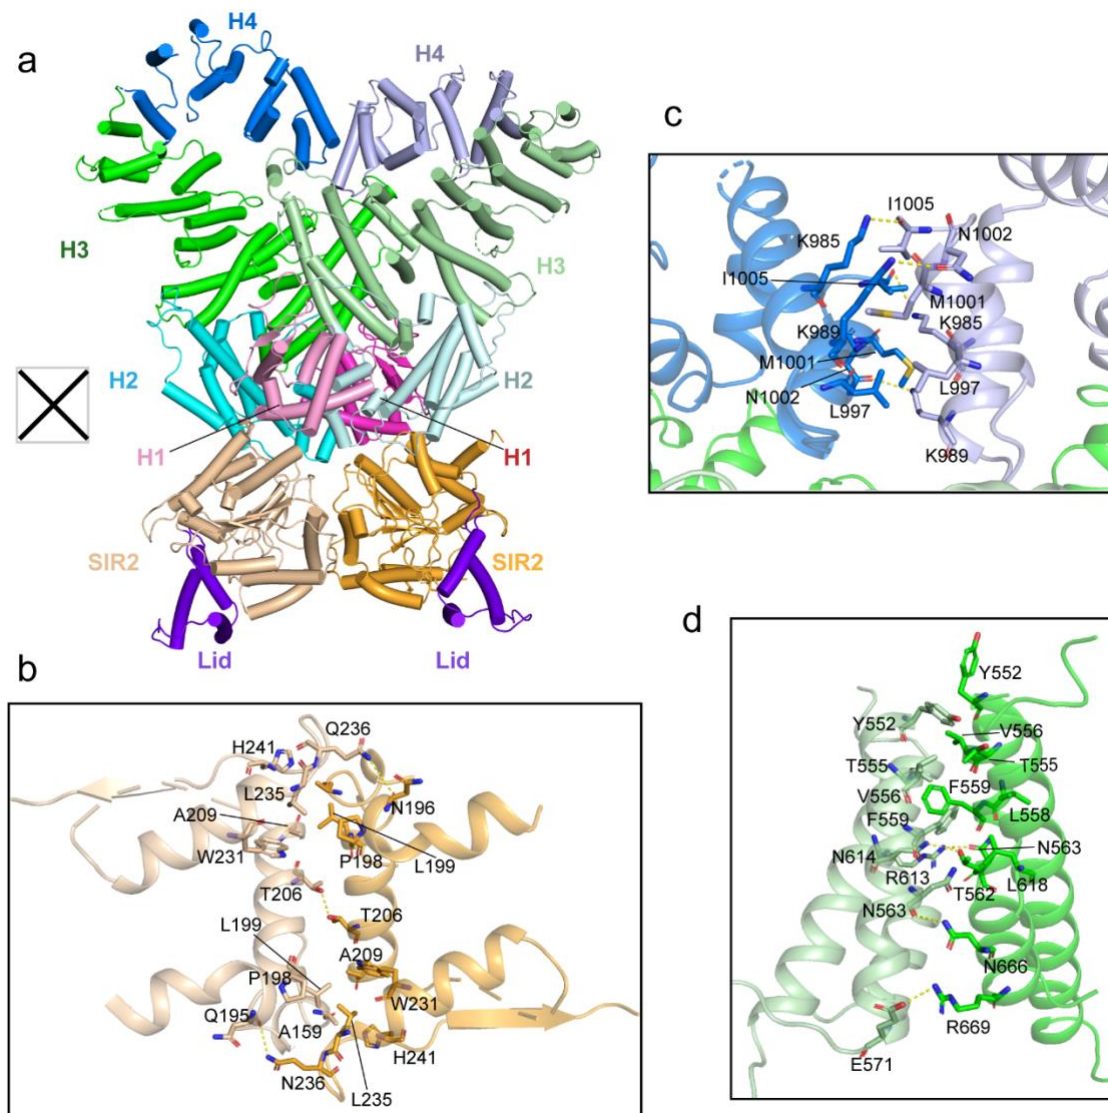 a
H4
H4
H3
H3
H2
H2
H1
H1
SIR2
SIR2
Lid
Lid
b
Q236
H241
L235
A209
W231
N196
P198
L199
T206
T206
L199
A209
P198
W231
Q195
A159
H241
N236
L235
c
I1005
K985
N1002
I1005
M1001
K985
K989
M1001
N1002
L997
L997
K989
d
Y552
Y552
V556
T555
T555
V556
F559
L558
F559
N614
N563
R613
T562
L618
N563
N666
R669
E571